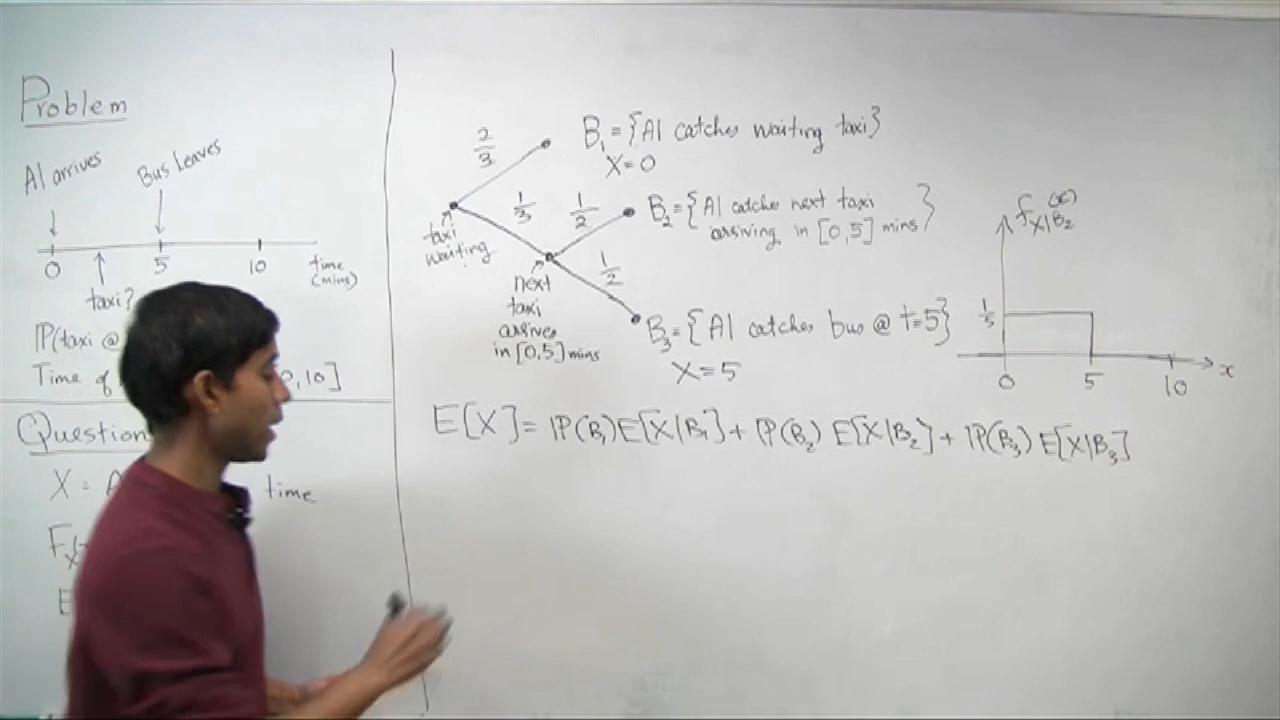 Problem
Al arrives
Bus Leaves
0 5 10 time (mins)
taxi?
P(taxi @
Time of 0,10]
Question
X = A time
F_X(
E
2/3
1/3
1/2
1/2
taxi waiting
next taxi arrives in [0,5] mins
B₁ = {Al catches waiting taxi}
X=0
B₂ = {Al catches next taxi
arriving in [0,5] mins}
B₃ = {Al catches bus @ t=5}
X=5
f_X|B₂(x)
1/5
0 5 10 x
E[X] = P(B₁)E[X|B₁] + P(B₂) E[X|B₂] + P(B₃) E[X|B₃]